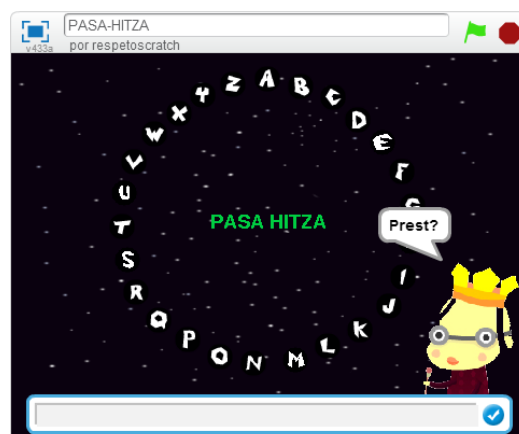 PASA-HITZA
v433a
por respetoscratch
A
B
C
D
E
F
G
I
J
K
L
M
N
O
P
Q
R
S
T
U
V
W
X
Y
Z
PASA HITZA
Prest?